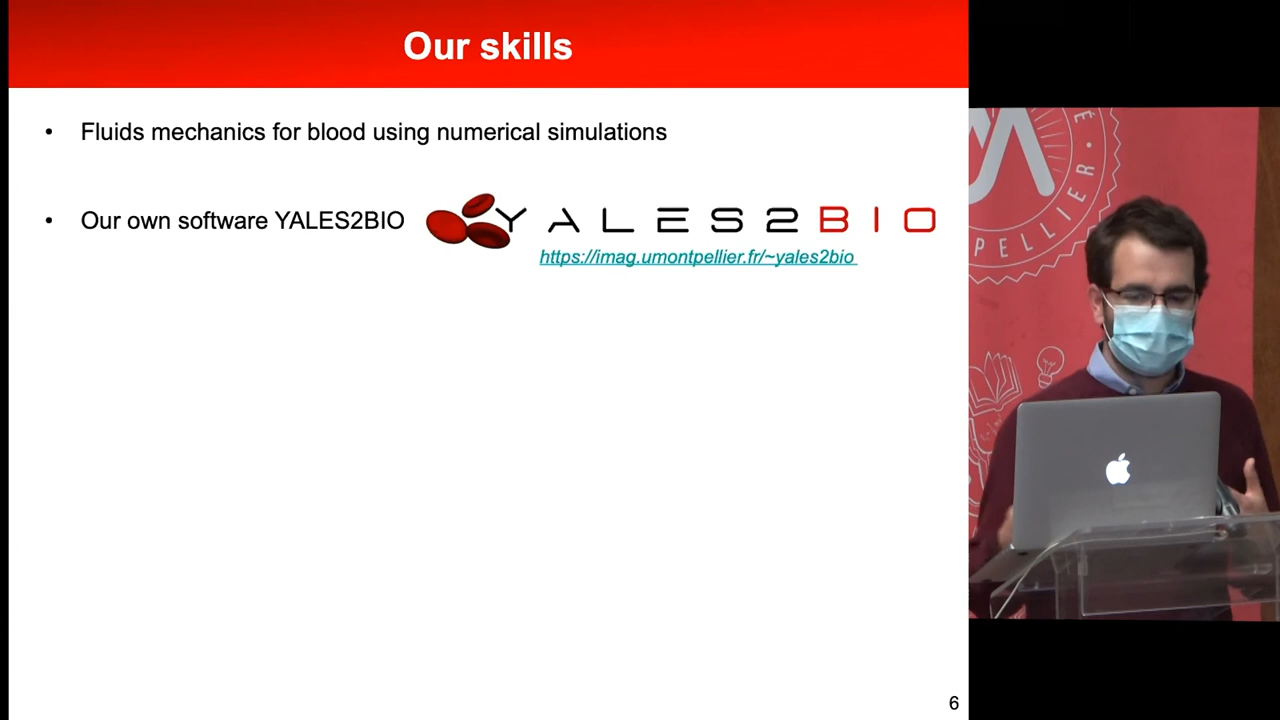 Our skills
• Fluids mechanics for blood using numerical simulations
• Our own software YALES2BIO
YALES2BIO
https://imag.umontpellier.fr/~yales2bio
PELLIER
6